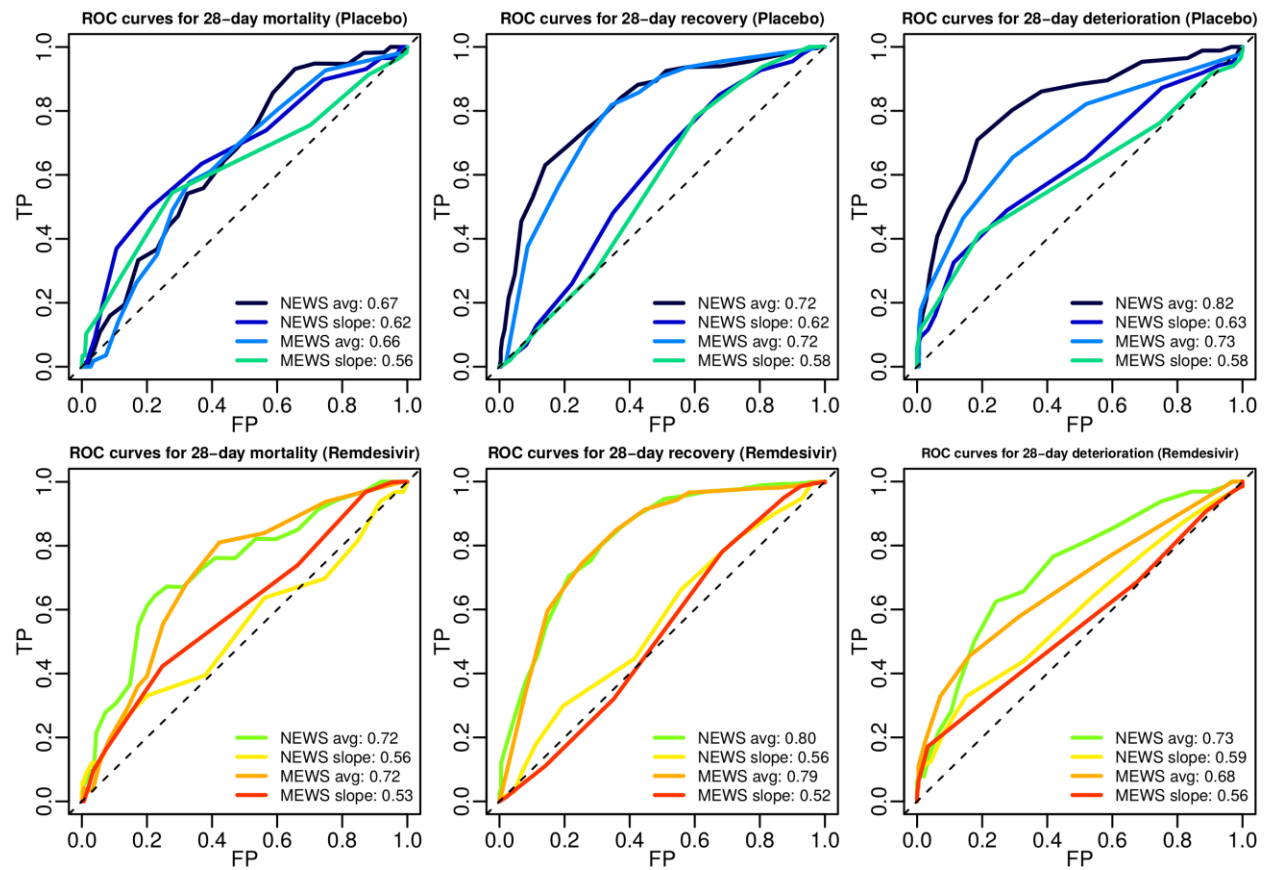 ROC curves for 28−day mortality (Placebo)
TP
1.0
0.8
0.6
0.4
0.2
0.0
NEWS avg: 0.67
NEWS slope: 0.62
MEWS avg: 0.66
MEWS slope: 0.56
0.0 0.2 0.4 0.6 0.8 1.0
FP
ROC curves for 28−day recovery (Placebo)
TP
1.0
0.8
0.6
0.4
0.2
0.0
NEWS avg: 0.72
NEWS slope: 0.62
MEWS avg: 0.72
MEWS slope: 0.58
0.0 0.2 0.4 0.6 0.8 1.0
FP
ROC curves for 28−day deterioration (Placebo)
TP
1.0
0.8
0.6
0.4
0.2
0.0
NEWS avg: 0.82
NEWS slope: 0.63
MEWS avg: 0.73
MEWS slope: 0.58
0.0 0.2 0.4 0.6 0.8 1.0
FP
ROC curves for 28−day mortality (Remdesivir)
TP
1.0
0.8
0.6
0.4
0.2
0.0
NEWS avg: 0.72
NEWS slope: 0.56
MEWS avg: 0.72
MEWS slope: 0.53
0.0 0.2 0.4 0.6 0.8 1.0
FP
ROC curves for 28−day recovery (Remdesivir)
TP
1.0
0.8
0.6
0.4
0.2
0.0
NEWS avg: 0.80
NEWS slope: 0.56
MEWS avg: 0.79
MEWS slope: 0.52
0.0 0.2 0.4 0.6 0.8 1.0
FP
ROC curves for 28−day deterioration (Remdesivir)
TP
1.0
0.8
0.6
0.4
0.2
0.0
NEWS avg: 0.73
NEWS slope: 0.59
MEWS avg: 0.68
MEWS slope: 0.56
0.0 0.2 0.4 0.6 0.8 1.0
FP